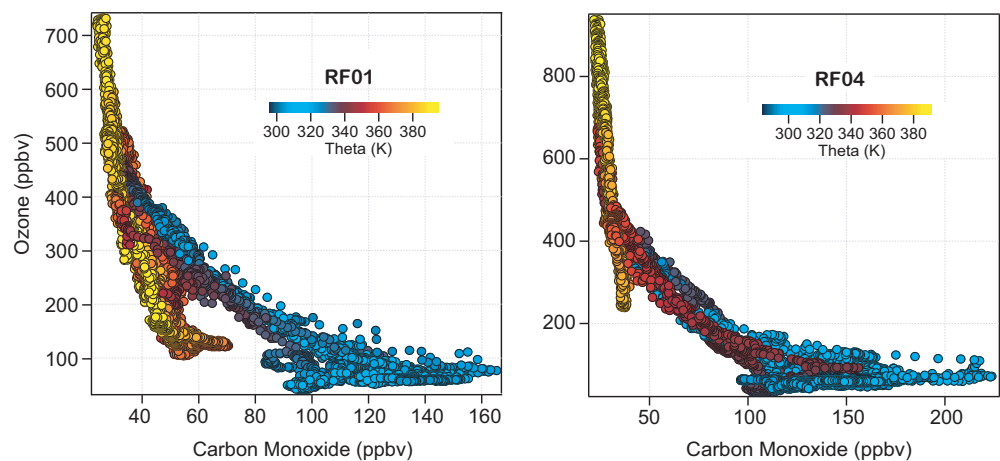 700
600
500
400
300
200
100
Ozone (ppbv)
RF01
300 320 340 360 380
Theta (K)
40 60 80 100 120 140 160
Carbon Monoxide (ppbv)
800
600
400
200
RF04
300 320 340 360 380
Theta (K)
50 100 150 200
Carbon Monoxide (ppbv)